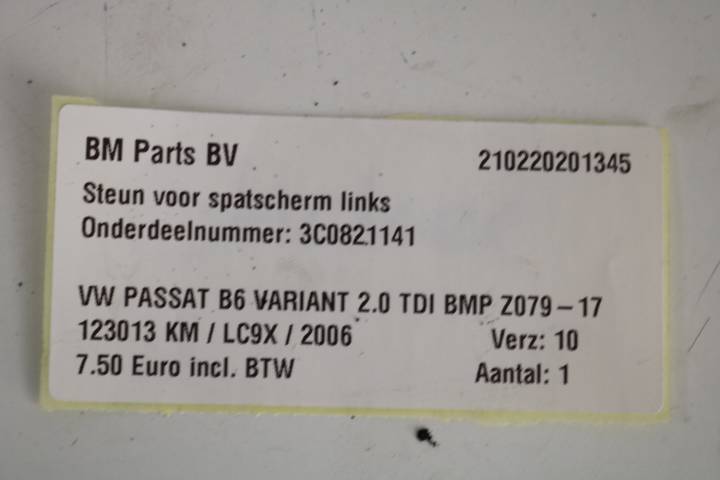 BM Parts BV 210220201345
Steun voor spatscherm links
Onderdeelnummer: 3C0821141
VW PASSAT B6 VARIANT 2.0 TDI BMP Z079-17
123013 KM / LC9X / 2006 Verz: 10
7.50 Euro incl. BTW Aantal: 1